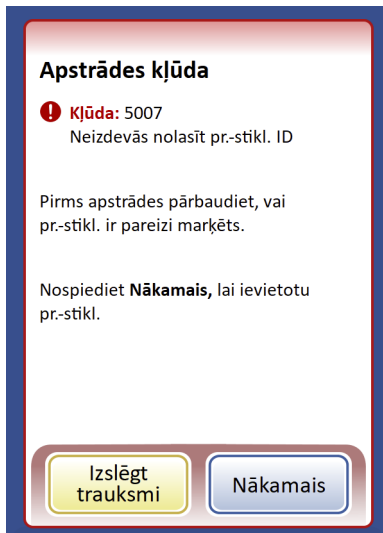 Apstrādes kļūda
Kļūda: 5007
Neizdevās nolasīt pr.-stikl. ID
Pirms apstrādes pārbaudiet, vai
pr.-stikl. ir pareizi marķēts.
Nospiediet Nākamais, lai ievietotu
pr.-stikl.
Izslēgt
trauksmi
Nākamais